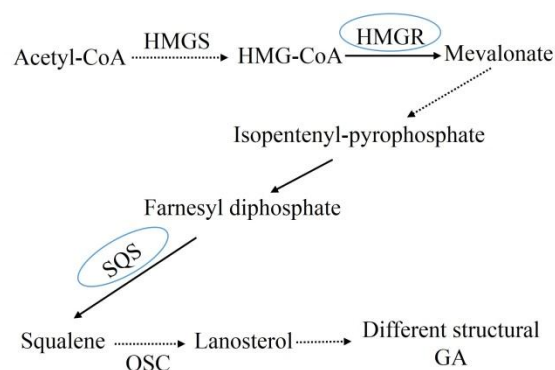 HMGS
HMGR
Acetyl-CoA
HMG-CoA
Mevalonate
Isopentenyl-pyrophosphate
Farnesyl diphosphate
SQS
Squalene
OSC
Lanosterol
Different structural
GA